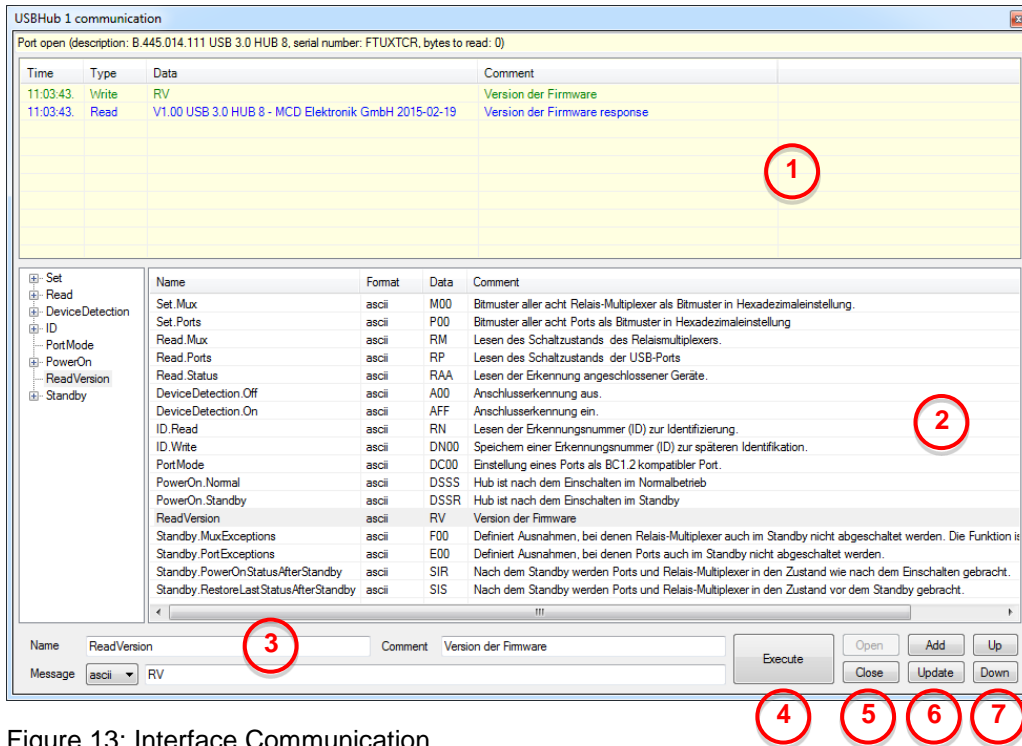 USBHub 1 communication
Port open (description: B.445.014.111 USB 3.0 HUB 8, serial number: FTUXTCR, bytes to read: 0)
Time Type Data Comment
11:03:43. Write RV Version der Firmware
11:03:43. Read V1.00 USB 3.0 HUB 8 - MCD Elektronik GmbH 2015-02-19 Version der Firmware response
1
Set
Read
DeviceDetection
ID
PortMode
PowerOn
ReadVersion
Standby
Name Format Data Comment
Set.Mux ascii M00 Bitmuster aller acht Relais-Multiplexer als Bitmuster in Hexadezimaleinstellung.
Set.Ports ascii P00 Bitmuster aller acht Ports als Bitmuster in Hexadezimaleinstellung
Read.Mux ascii RM Lesen des Schaltzustands des Relaismultiplexers.
Read.Ports ascii RP Lesen des Schaltzustands der USB-Ports
Read.Status ascii RAA Lesen der Erkennung angeschlossener Geräte.
DeviceDetection.Off ascii A00 Anschlusserkennung aus.
DeviceDetection.On ascii AFF Anschlusserkennung ein.
ID.Read ascii RN Lesen der Erkennungsnummer (ID) zur Identifizierung.
ID.Write ascii DN00 Speichern einer Erkennungsnummer (ID) zur späteren Identifikation.
PortMode ascii DC00 Einstellung eines Ports als BC1.2 kompatibler Port.
PowerOn.Normal ascii DSSS Hub ist nach dem Einschalten im Normalbetrieb
PowerOn.Standby ascii DSSR Hub ist nach dem Einschalten im Standby
ReadVersion ascii RV Version der Firmware
Standby.MuxExceptions ascii F00 Definiert Ausnahmen, bei denen Relais-Multiplexer auch im Standby nicht abgeschaltet werden. Die Funktion is
Standby.PortExceptions ascii E00 Definiert Ausnahmen, bei denen Ports auch im Standby nicht abgeschaltet werden.
Standby.PowerOnStatusAfterStandby ascii SIR Nach dem Standby werden Ports und Relais-Multiplexer in den Zustand wie nach dem Einschalten gebracht.
Standby.RestoreLastStatusAfterStandby ascii SIS Nach dem Standby werden Ports und Relais-Multiplexer in den Zustand vor dem Standby gebracht.
2
Name ReadVersion 3 Comment Version der Firmware
Message ascii RV
Execute Open Add Up
Close Update Down
4 5 6 7
Figure 13: Interface Communication